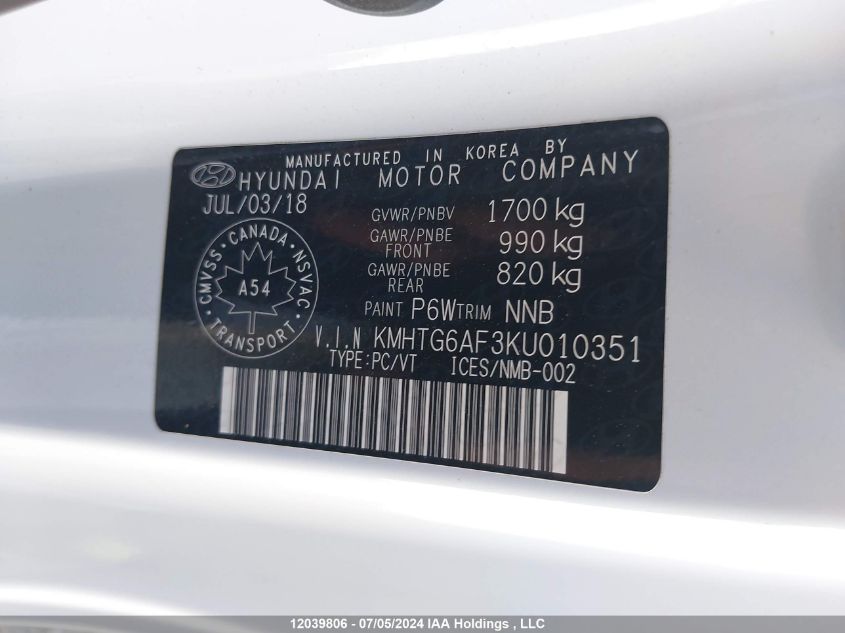 MANUFACTURED IN KOREA BY
HYUNDAI MOTOR COMPANY
JUL/03/18
GVWR/PNBV 1700 kg
GAWR/PNBE FRONT 990 kg
GAWR/PNBE REAR 820 kg
CANADA
CMVSS NSVAC
A54
TRANSPORT
PAINT P6W TRIM NNB
V.I.N KMHTG6AF3KU010351
TYPE:PC/VT ICES/NMB-002
12039806 - 07/05/2024 IAA Holdings , LLC